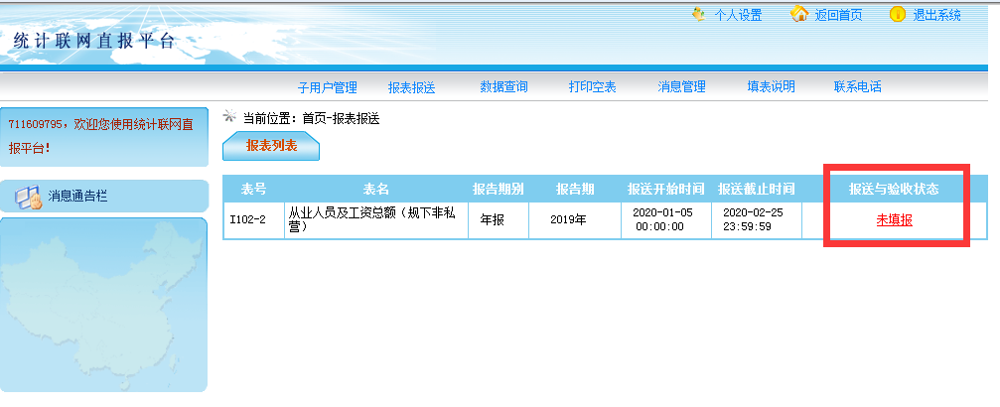 个人设置 返回首页 退出系统
统计联网直报平台
子用户管理 报表报送 数据查询 打印空表 消息管理 填表说明 联系电话
711609795，欢迎您使用统计联网直
报平台！
消息通告栏
当前位置：首页-报表报送
报表列表
表号 表名 报告期别 报告期 报送开始时间 报送截止时间 报送与验收状态
I102-2 从业人员及工资总额（规下非私
营） 年报 2019年 2020-01-05
00:00:00 2020-02-25
23:59:59 未填报